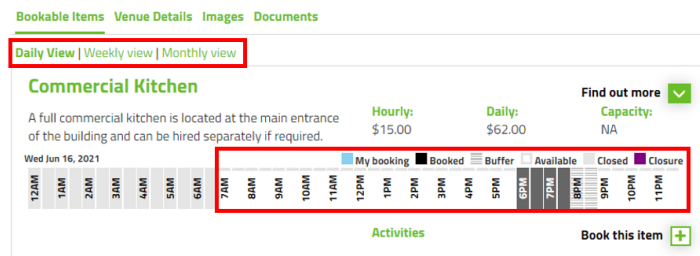 Bookable Items Venue Details Images Documents
Daily View | Weekly view | Monthly view
Commercial Kitchen
Find out more
A full commercial kitchen is located at the main entrance
of the building and can be hired separately if required.
Hourly: Daily: Capacity:
$15.00 $62.00 NA
Wed Jun 16, 2021
My booking Booked Buffer Available Closed Closure
12AM 1AM 2AM 3AM 4AM 5AM 6AM 7AM 8AM 9AM 10AM 11AM 12PM 1PM 2PM 3PM 4PM 5PM 6PM 7PM 8PM 9PM 10PM 11PM
Activities
Book this item